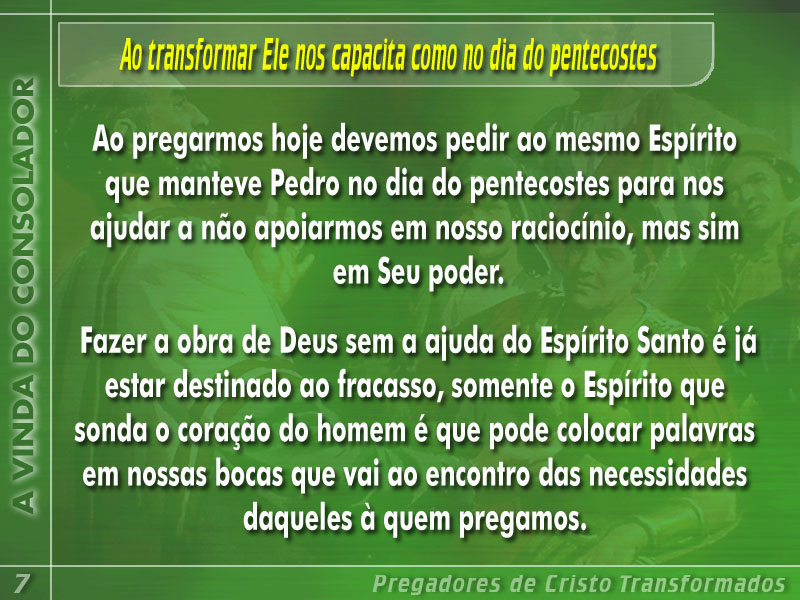 Ao transformar Ele nos capacita como no dia do pentecostes
A VINDA DO CONSOLADOR
Ao pregarmos hoje devemos pedir ao mesmo Espírito
que manteve Pedro no dia do pentecostes para nos
ajudar a não apoiarmos em nosso raciocínio, mas sim
em Seu poder.
Fazer a obra de Deus sem a ajuda do Espírito Santo é já
estar destinado ao fracasso, somente o Espírito que
sonda o coração do homem é que pode colocar palavras
em nossas bocas que vai ao encontro das necessidades
daqueles à quem pregamos.
7
Pregadores de Cristo Transformados